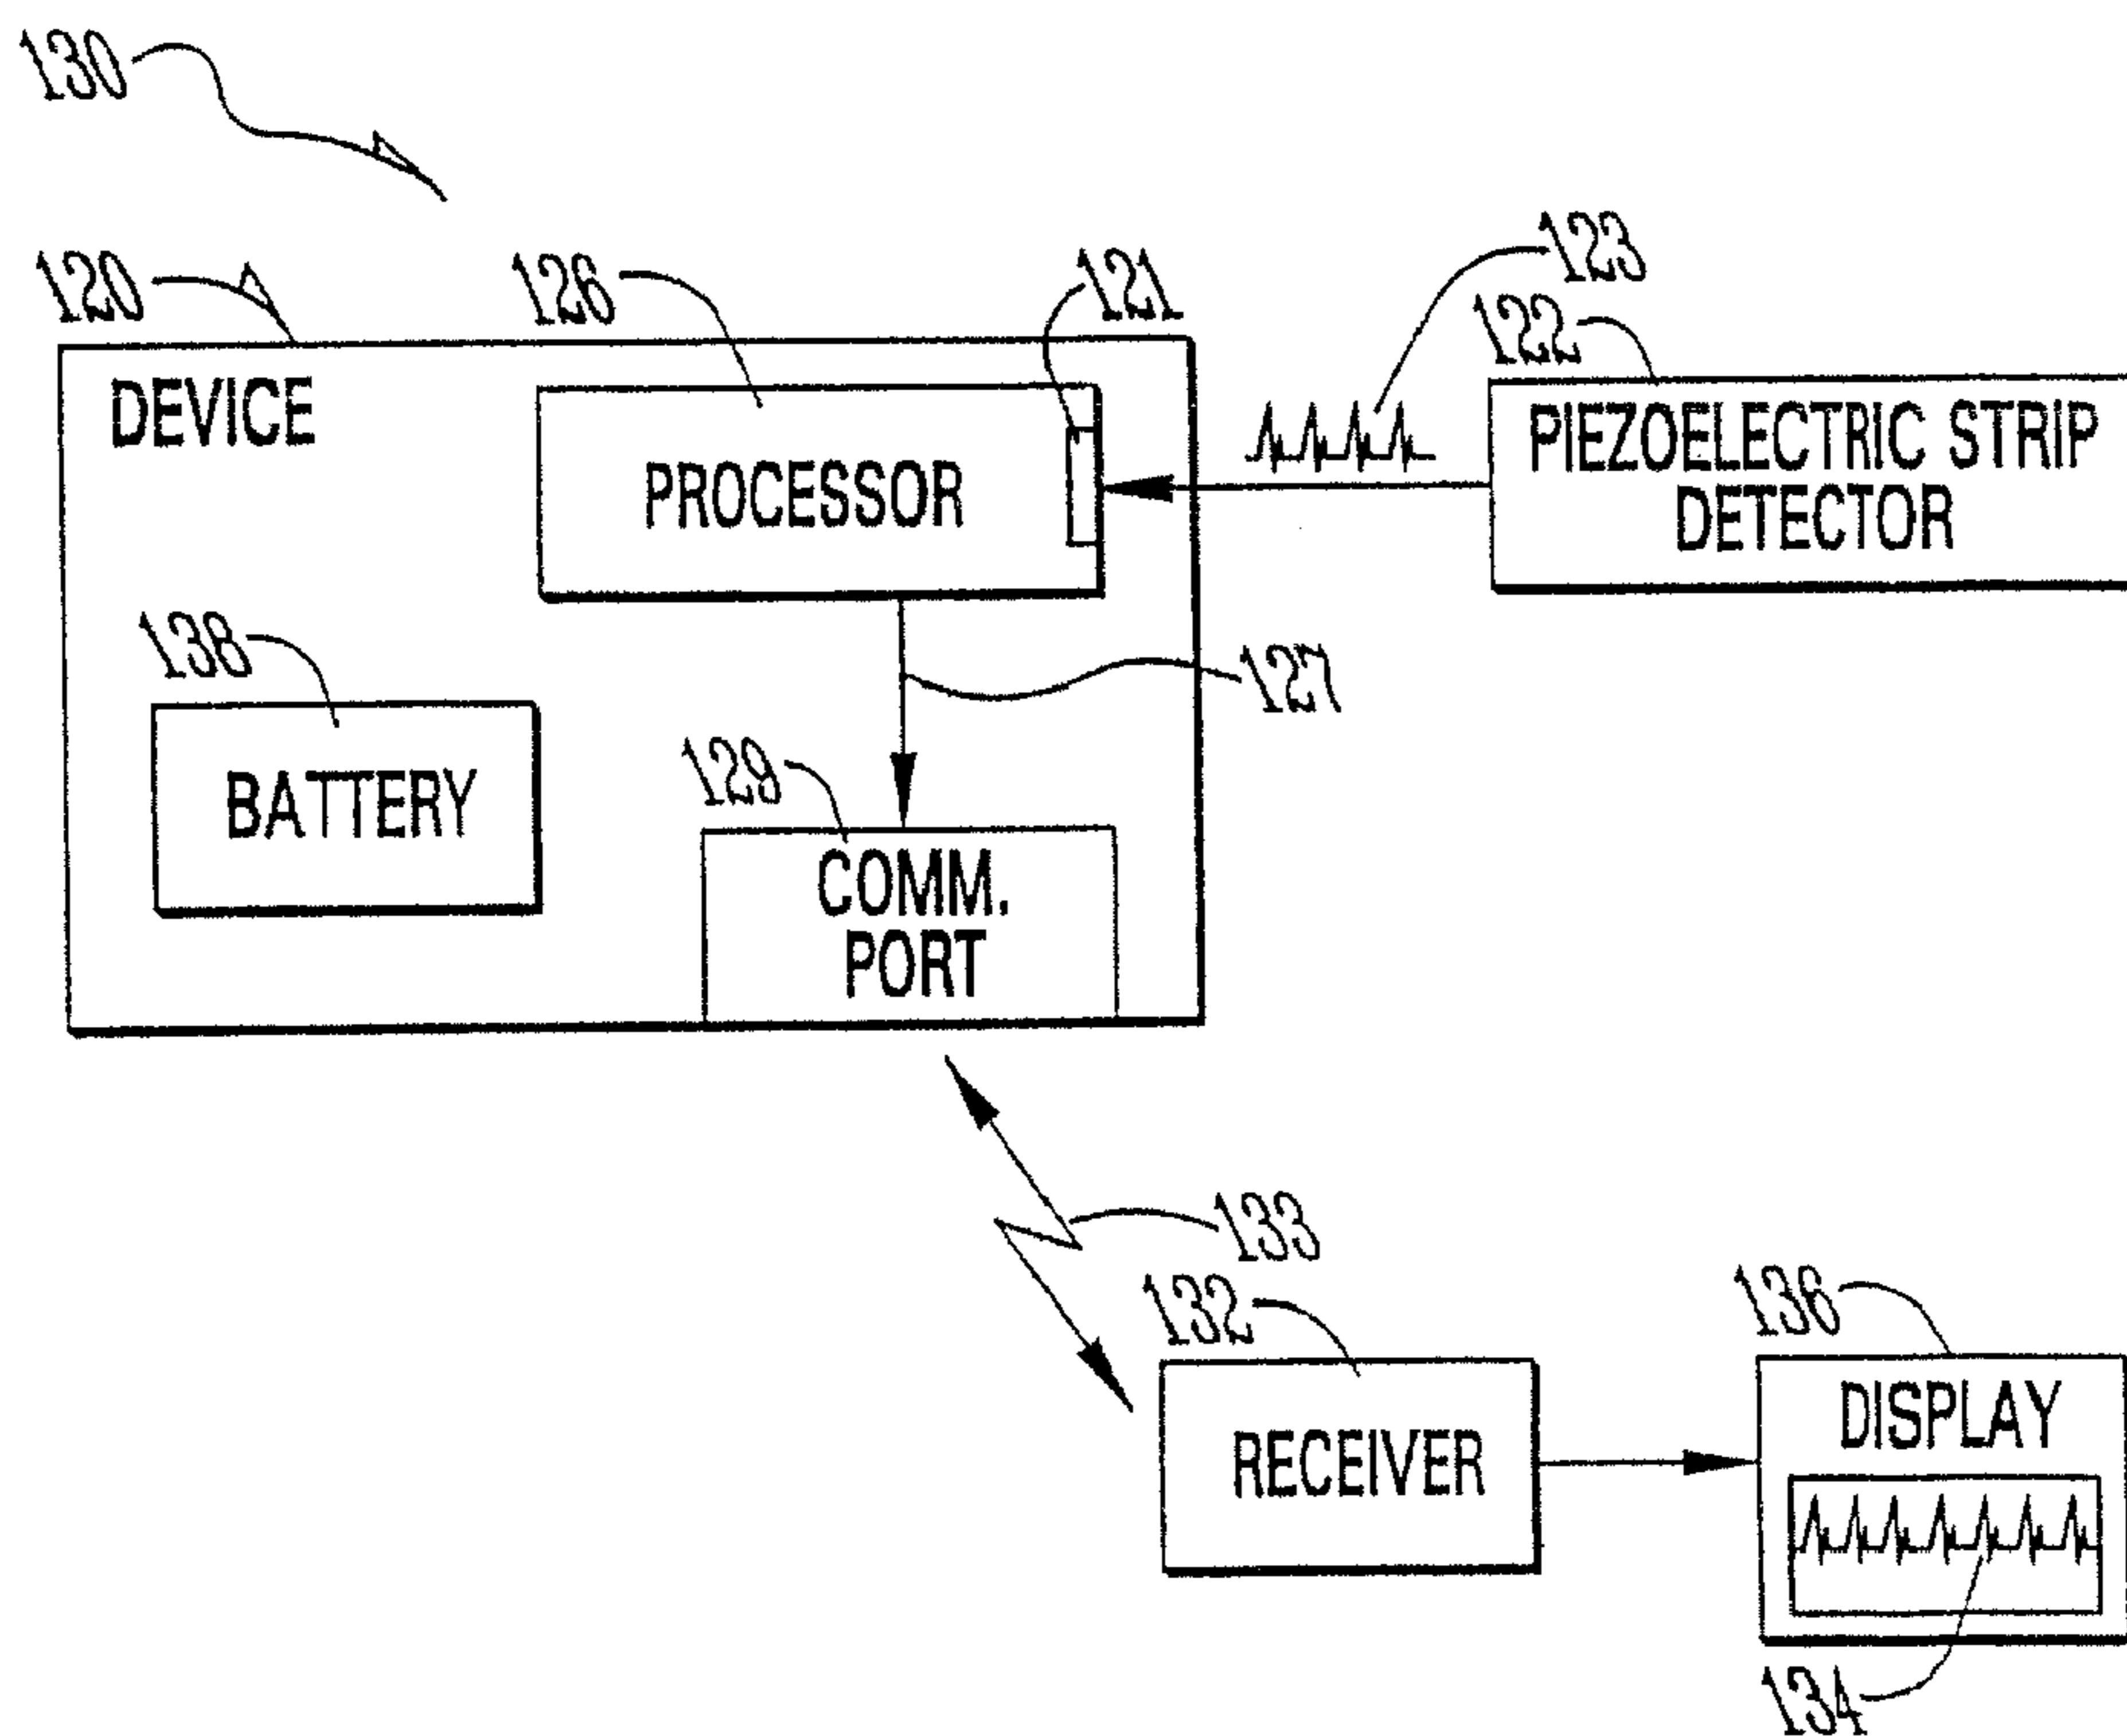 130
120
126
121
123
122
DEVICE
PROCESSOR
PIEZOELECTRIC STRIP
DETECTOR
138
127
129
BATTERY
COMM.
PORT
133
132
136
RECEIVER
DISPLAY
134